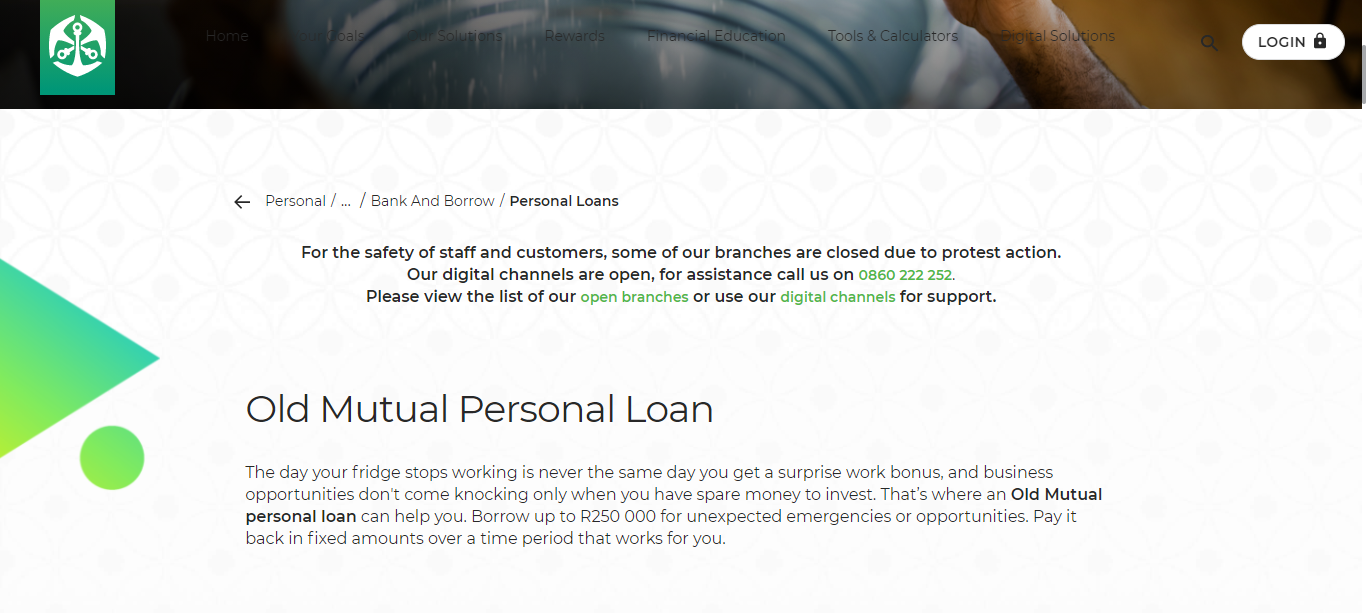 Home Your Goals Our Solutions Rewards Financial Education Tools & Calculators Digital Solutions LOGIN
Personal / ... / Bank And Borrow / Personal Loans
For the safety of staff and customers, some of our branches are closed due to protest action.
Our digital channels are open, for assistance call us on 0860 222 252.
Please view the list of our open branches or use our digital channels for support.
Old Mutual Personal Loan
The day your fridge stops working is never the same day you get a surprise work bonus, and business
opportunities don't come knocking only when you have spare money to invest. That’s where an Old Mutual
personal loan can help you. Borrow up to R250 000 for unexpected emergencies or opportunities. Pay it
back in fixed amounts over a time period that works for you.